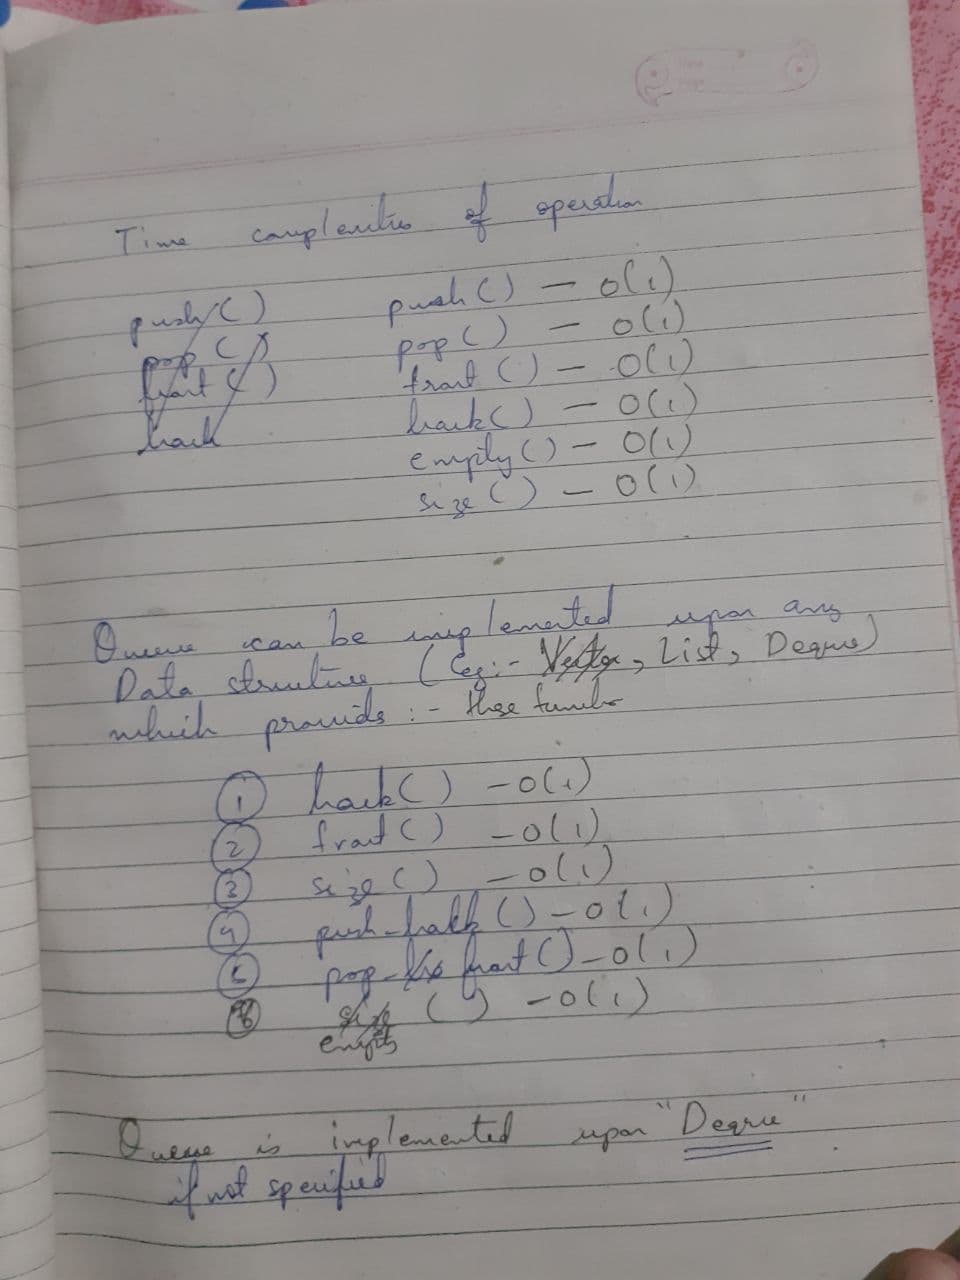 Time complexities of operation
push()
pop()
front()
back
push() - O(1)
pop() - O(1)
front() - O(1)
back() - O(1)
empty() - O(1)
size() - O(1)
Queue can be implemented upon any
Data structure (eg:- Vector, List, Deque)
which provids :- these
① back() - O(1)
② front() - O(1)
③ size() - O(1)
④ push-back() - O(1)
⑤ pop- front() - O(1)
⑥ size () - O(1)
empty
Queue is implemented upon "Deque"
if not specified